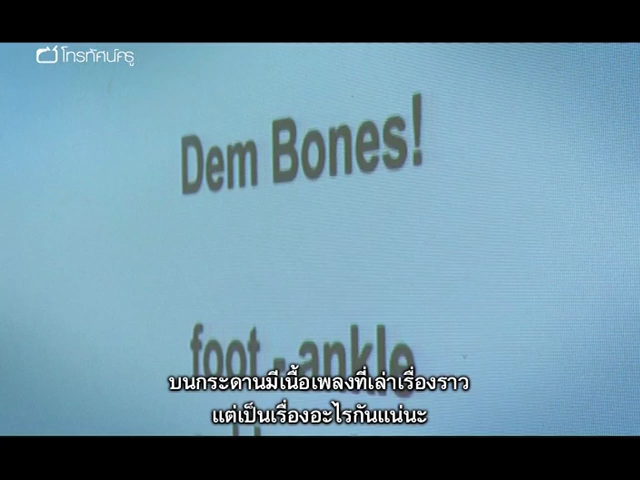 โทรทัศน์ครู
Dem Bones!
foot - ankle
บนกระดานมีเนื้อเพลงที่เล่าเรื่องราว
แต่เป็นเรื่องอะไรกันแน่นะ